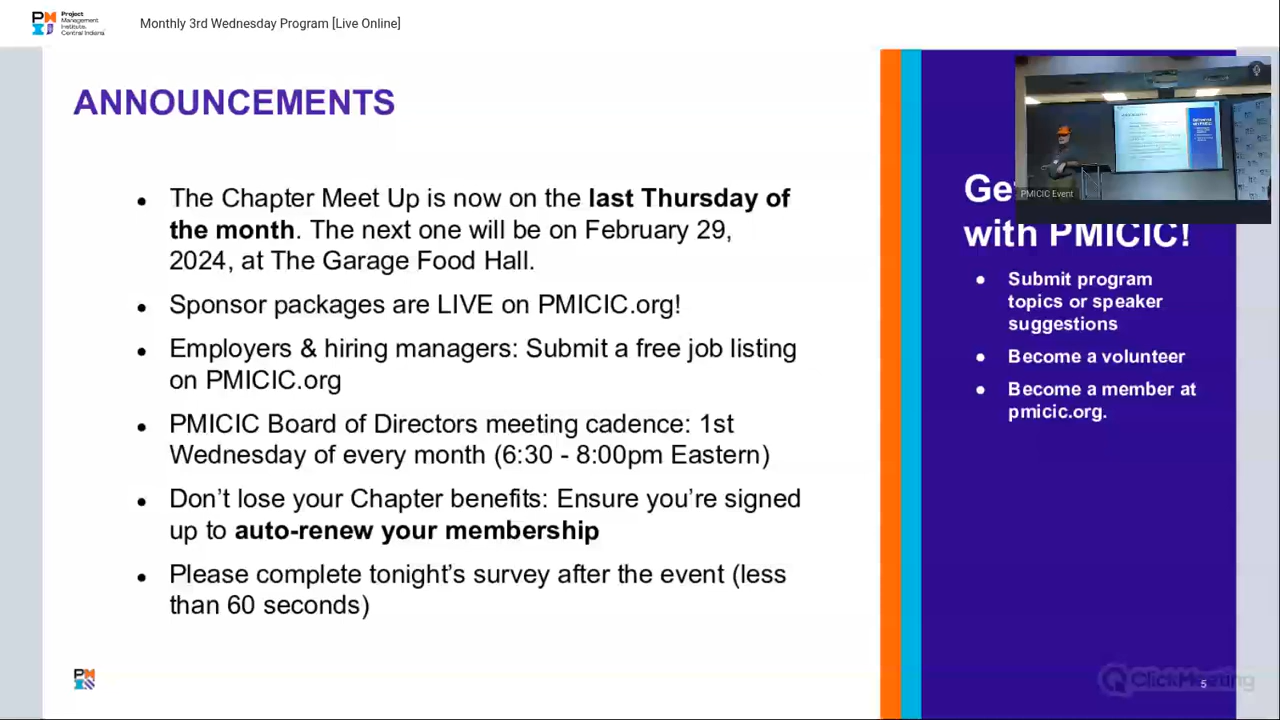 Project
Management
Institute.
Central Indiana
Monthly 3rd Wednesday Program [Live Online]
ANNOUNCEMENTS
• The Chapter Meet Up is now on the last Thursday of
the month. The next one will be on February 29,
2024, at The Garage Food Hall.
• Sponsor packages are LIVE on PMICIC.org!
• Employers & hiring managers: Submit a free job listing
on PMICIC.org
• PMICIC Board of Directors meeting cadence: 1st
Wednesday of every month (6:30 - 8:00pm Eastern)
• Don’t lose your Chapter benefits: Ensure you’re signed
up to auto-renew your membership
• Please complete tonight’s survey after the event (less
than 60 seconds)
PMICIC Event
with PMICIC!
• Submit program
topics or speaker
suggestions
• Become a volunteer
• Become a member at
pmicic.org.
ClickMeeting
5